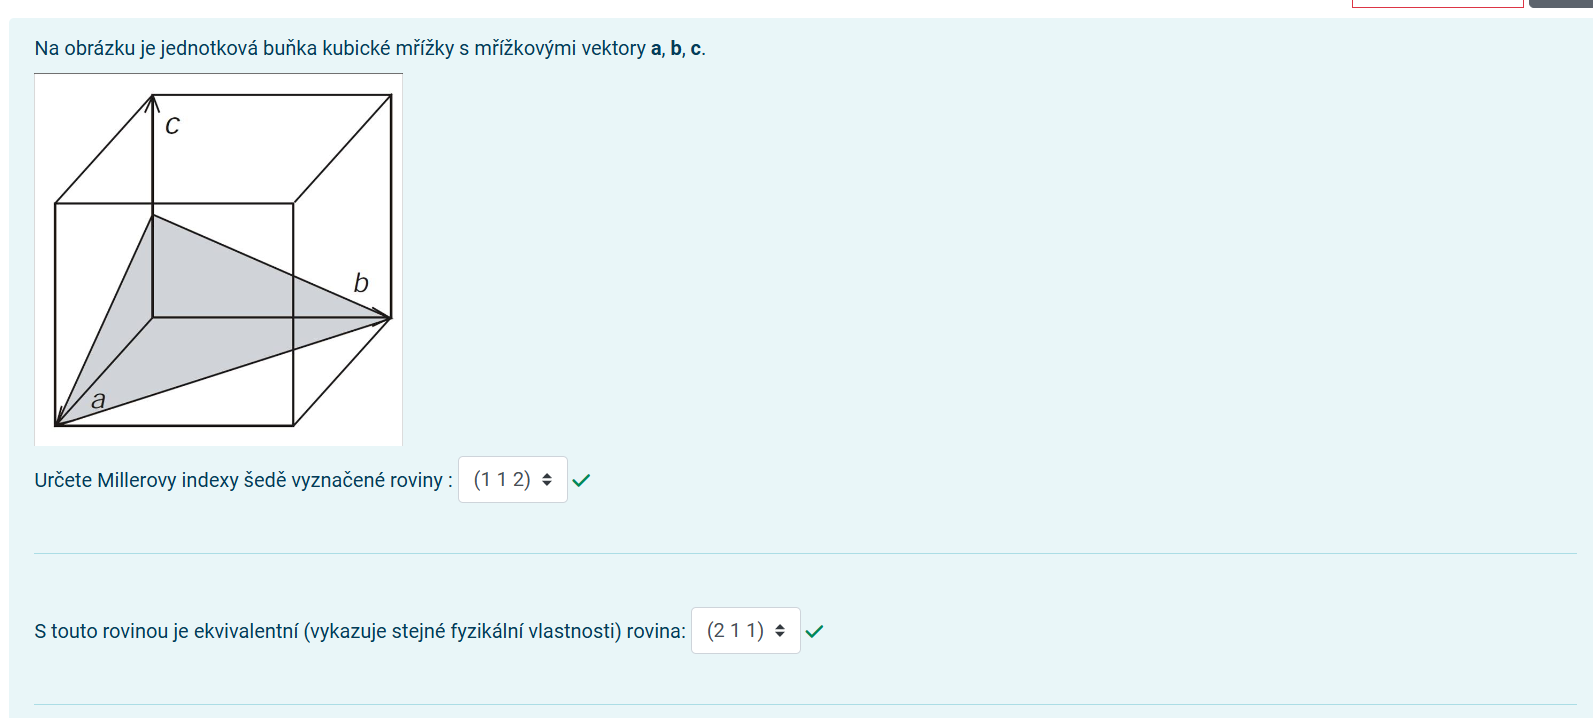 Na obrázku je jednotková buňka kubické mřížky s mřížkovými vektory a, b, c.
c
b
a
Určete Millerovy indexy šedě vyznačené roviny : (1 1 2)
S touto rovinou je ekvivalentní (vykazuje stejné fyzikální vlastnosti) rovina: (2 1 1)